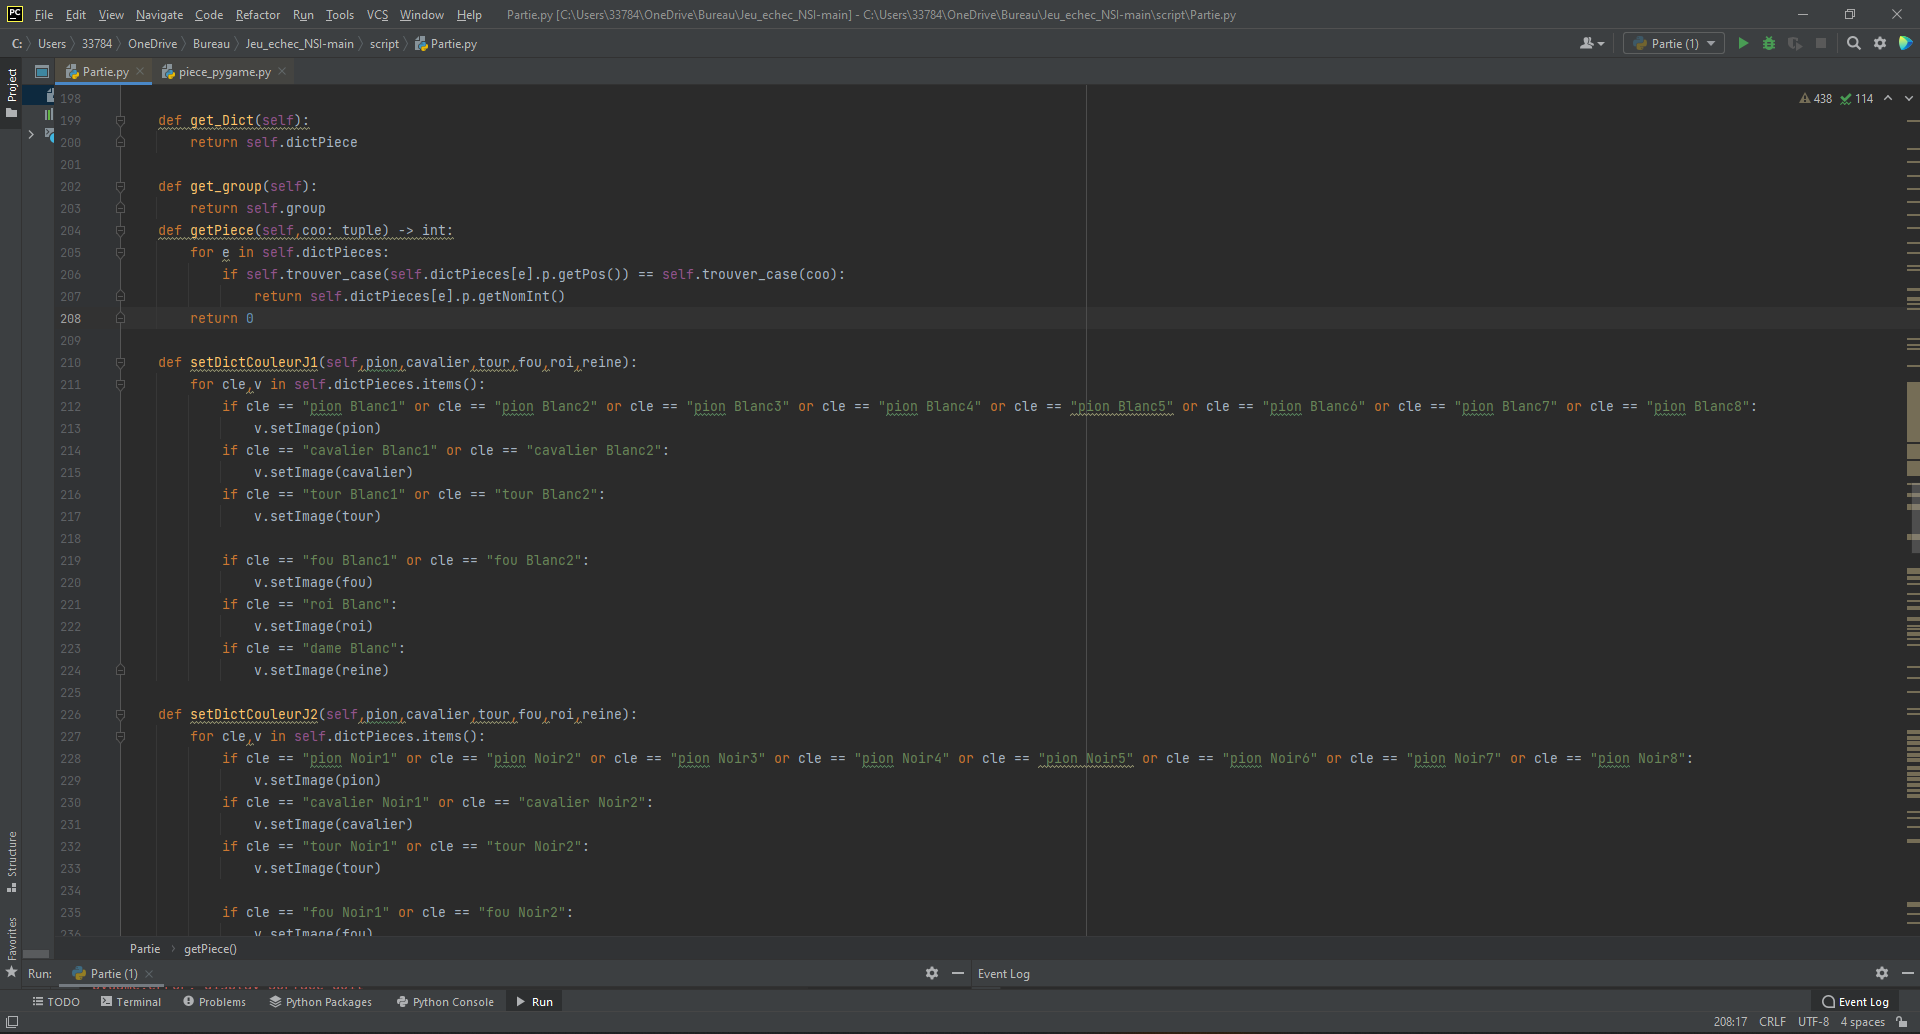 PC File Edit View Navigate Code Refactor Run Tools VCS Window Help Partie.py [C:\Users\33784\OneDrive\Bureau\Jeu_echec_NSI-main] - C:\Users\33784\OneDrive\Bureau\Jeu_echec_NSI-main\script\Partie.py
C: Users 33784 OneDrive Bureau Jeu_echec_NSI-main script Partie.py Partie (1)
Project
Partie.py piece_pygame.py
438 114
198
199 def get_Dict(self):
200 return self.dictPiece
201
202 def get_group(self):
203 return self.group
204 def getPiece(self,coo: tuple) -> int:
205 for e in self.dictPieces:
206 if self.trouver_case(self.dictPieces[e].p.getPos()) == self.trouver_case(coo):
207 return self.dictPieces[e].p.getNomInt()
208 return 0
209
210 def setDictCouleurJ1(self,pion,cavalier,tour,fou,roi,reine):
211 for cle,v in self.dictPieces.items():
212 if cle == "pion Blanc1" or cle == "pion Blanc2" or cle == "pion Blanc3" or cle == "pion Blanc4" or cle == "pion Blanc5" or cle == "pion Blanc6" or cle == "pion Blanc7" or cle == "pion Blanc8":
213 v.setImage(pion)
214 if cle == "cavalier Blanc1" or cle == "cavalier Blanc2":
215 v.setImage(cavalier)
216 if cle == "tour Blanc1" or cle == "tour Blanc2":
217 v.setImage(tour)
218
219 if cle == "fou Blanc1" or cle == "fou Blanc2":
220 v.setImage(fou)
221 if cle == "roi Blanc":
222 v.setImage(roi)
223 if cle == "dame Blanc":
224 v.setImage(reine)
225
226 def setDictCouleurJ2(self,pion,cavalier,tour,fou,roi,reine):
227 for cle,v in self.dictPieces.items():
228 if cle == "pion Noir1" or cle == "pion Noir2" or cle == "pion Noir3" or cle == "pion Noir4" or cle == "pion Noir5" or cle == "pion Noir6" or cle == "pion Noir7" or cle == "pion Noir8":
229 v.setImage(pion)
230 if cle == "cavalier Noir1" or cle == "cavalier Noir2":
231 v.setImage(cavalier)
232 if cle == "tour Noir1" or cle == "tour Noir2":
233 v.setImage(tour)
234
235 if cle == "fou Noir1" or cle == "fou Noir2":
236 v.setImage(fou)
Structure
Favorites
Partie getPiece()
Run: Partie (1) Event Log
TODO Terminal Problems Python Packages Python Console Run Event Log
208:17 CRLF UTF-8 4 spaces